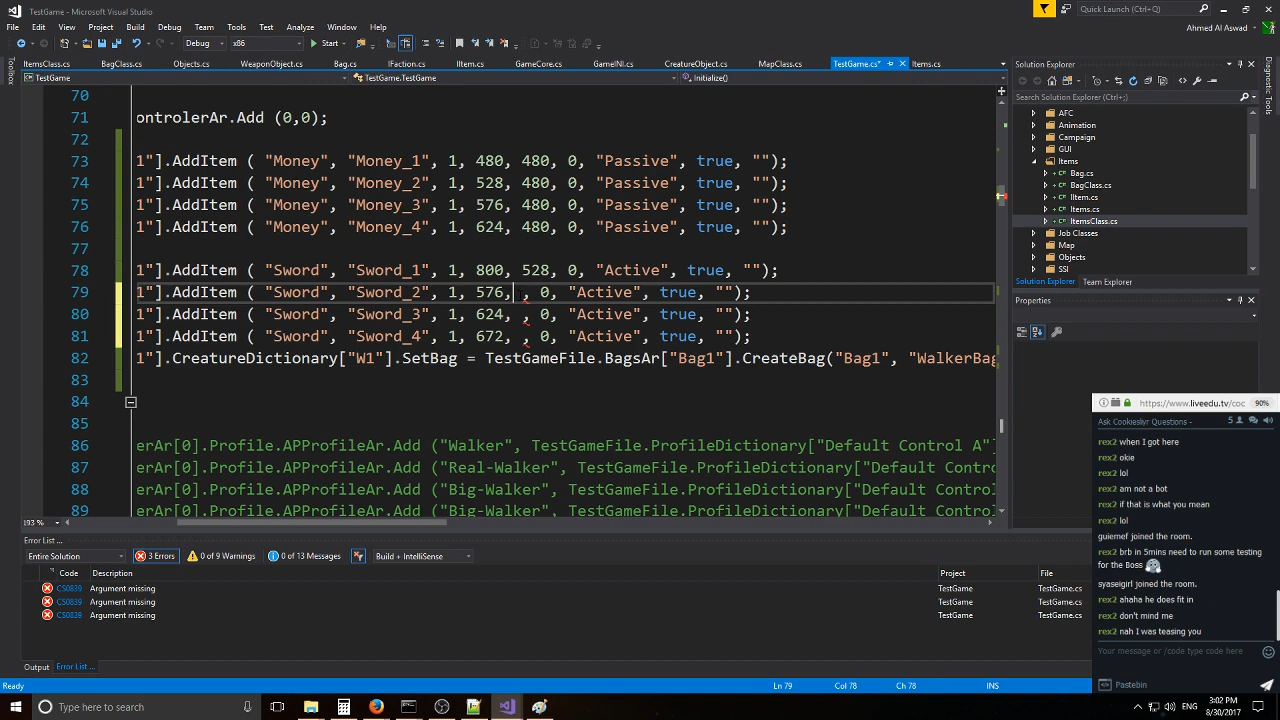 TestGame - Microsoft Visual Studio
Quick Launch (Ctrl+Q)
File Edit View Project Build Debug Team Tools Test Analyze Window Help
Ahmed Al Aswad
Debug x86 Start
ItemsClass.cs BagClass.cs Objects.cs WeaponObject.cs Bag.cs IFaction.cs IItem.cs GameCore.cs GameINI.cs CreatureObject.cs MapClass.cs TestGame.cs* Items.cs
TestGame TestGame.TestGame Initialize()
Toolbox
Solution Explorer
Search Solution Explorer (Ctrl+;)
AFC
Animation
Campaign
GUI
Items
Bag.cs
BagClass.cs
IItem.cs
Items.cs
ItemsClass.cs
Job Classes
Map
Objects
SSI
Solution Explorer Team Explorer
Properties
Diagnostic Tools
70
71 ontrolerAr.Add (0,0);
72
73 1"].AddItem ( "Money", "Money_1", 1, 480, 480, 0, "Passive", true, "");
74 1"].AddItem ( "Money", "Money_2", 1, 528, 480, 0, "Passive", true, "");
75 1"].AddItem ( "Money", "Money_3", 1, 576, 480, 0, "Passive", true, "");
76 1"].AddItem ( "Money", "Money_4", 1, 624, 480, 0, "Passive", true, "");
77
78 1"].AddItem ( "Sword", "Sword_1", 1, 800, 528, 0, "Active", true, "");
79 1"].AddItem ( "Sword", "Sword_2", 1, 576, , 0, "Active", true, "");
80 1"].AddItem ( "Sword", "Sword_3", 1, 624, , 0, "Active", true, "");
81 1"].AddItem ( "Sword", "Sword_4", 1, 672, , 0, "Active", true, "");
82 1"].CreatureDictionary["W1"].SetBag = TestGameFile.BagsAr["Bag1"].CreateBag("Bag1", "WalkerBag
83
84
85
86 erAr[0].Profile.APProfileAr.Add ("Walker", TestGameFile.ProfileDictionary["Default Control A"]
87 erAr[0].Profile.APProfileAr.Add ("Real-Walker", TestGameFile.ProfileDictionary["Default Contro
88 erAr[0].Profile.APProfileAr.Add ("Big-Walker", TestGameFile.ProfileDictionary["Default Control
89 erAr[0].Profile.APProfileAr.Add ("Big-Walker", TestGameFile.ProfileDictionary["Default Control
193 %
Error List ...
Entire Solution 3 Errors 0 of 9 Warnings 0 of 13 Messages Build + IntelliSense
Code Description Project File
CS0839 Argument missing TestGame TestGame.cs
CS0839 Argument missing TestGame TestGame.cs
CS0839 Argument missing TestGame TestGame.cs
Output Error List ...
Ready Ln 79 Col 78 Ch 78 INS
https://www.liveedu.tv/coc 90%
Ask Cookiesliyr Questions - 5
rex2 when I got here
rex2 okie
rex2 lol
rex2 am not a bot
rex2 if that is what you mean
rex2 lol
guiemef joined the room.
rex2 brb in 5mins need to run some testing
for the Boss
syaseigirl joined the room.
rex2 ahaha he does fit in
rex2 don't mind me
rex2 nah I was teasing you
Your message or /code type code here
Pastebin
Type here to search
ENG
3:02 PM
8/30/2017